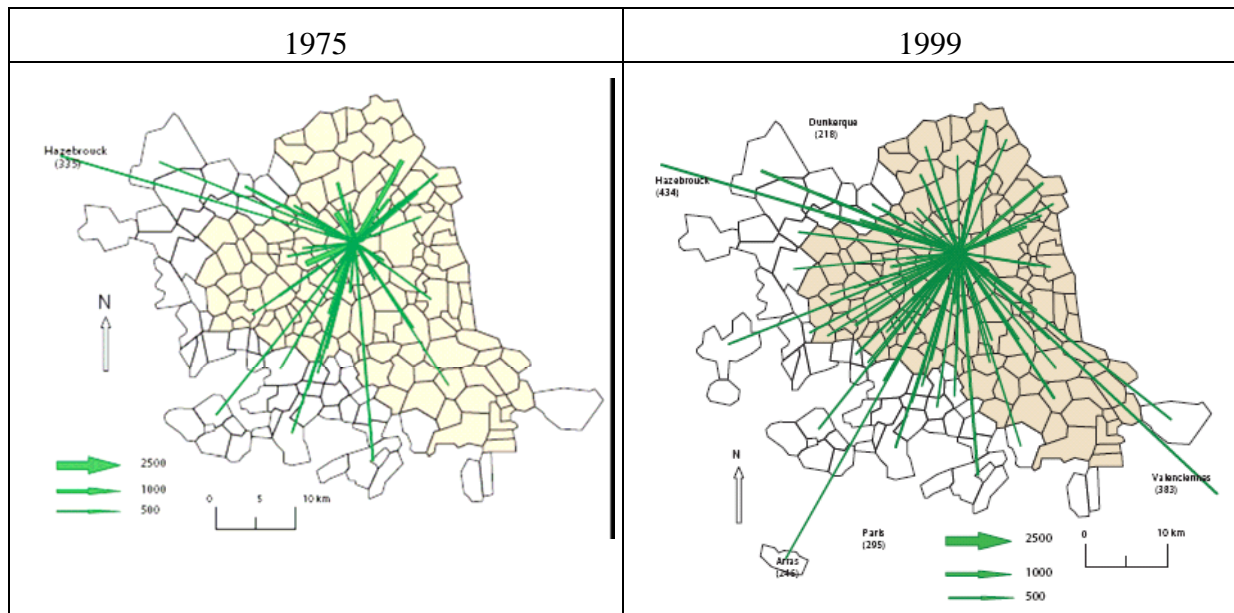 1975
1999
Hazebrouck
(335)
N
2500
1000
500
0 5 10 km
Dunkerque
(218)
Hazebrouck
(434)
N
Valenciennes
(383)
Paris
(295)
Arras
(246)
2500
1000
500
0 10 km